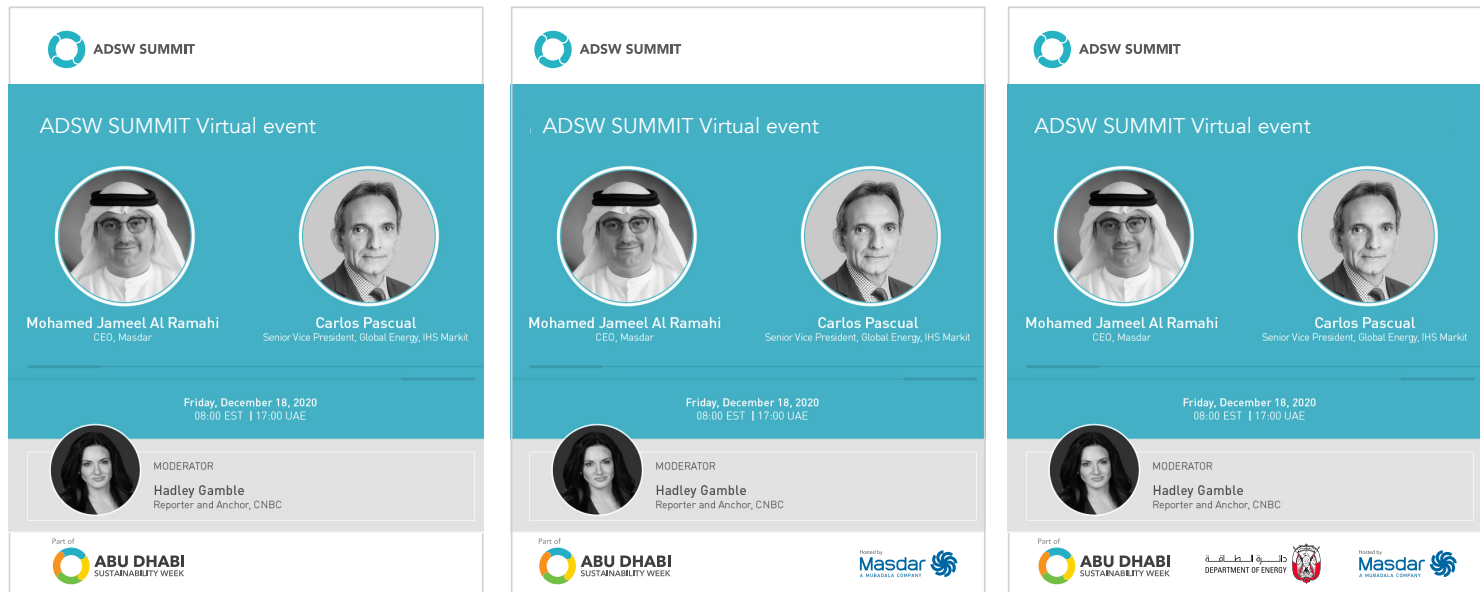 ADSW SUMMIT
ADSW SUMMIT Virtual event
Mohamed Jameel Al Ramahi
CEO, Masdar
Carlos Pascual
Senior Vice President, Global Energy, IHS Markit
Friday, December 18, 2020
08:00 EST | 17:00 UAE
MODERATOR
Hadley Gamble
Reporter and Anchor, CNBC
Part of
ABU DHABI
SUSTAINABILITY WEEK
ADSW SUMMIT
ADSW SUMMIT Virtual event
Mohamed Jameel Al Ramahi
CEO, Masdar
Carlos Pascual
Senior Vice President, Global Energy, IHS Markit
Friday, December 18, 2020
08:00 EST | 17:00 UAE
MODERATOR
Hadley Gamble
Reporter and Anchor, CNBC
Part of
ABU DHABI
SUSTAINABILITY WEEK
Hosted by
Masdar
A MUBADALA COMPANY
ADSW SUMMIT
ADSW SUMMIT Virtual event
Mohamed Jameel Al Ramahi
CEO, Masdar
Carlos Pascual
Senior Vice President, Global Energy, IHS Markit
Friday, December 18, 2020
08:00 EST | 17:00 UAE
MODERATOR
Hadley Gamble
Reporter and Anchor, CNBC
Part of
ABU DHABI
SUSTAINABILITY WEEK
دائرة الطاقة
DEPARTMENT OF ENERGY
Hosted by
Masdar
A MUBADALA COMPANY